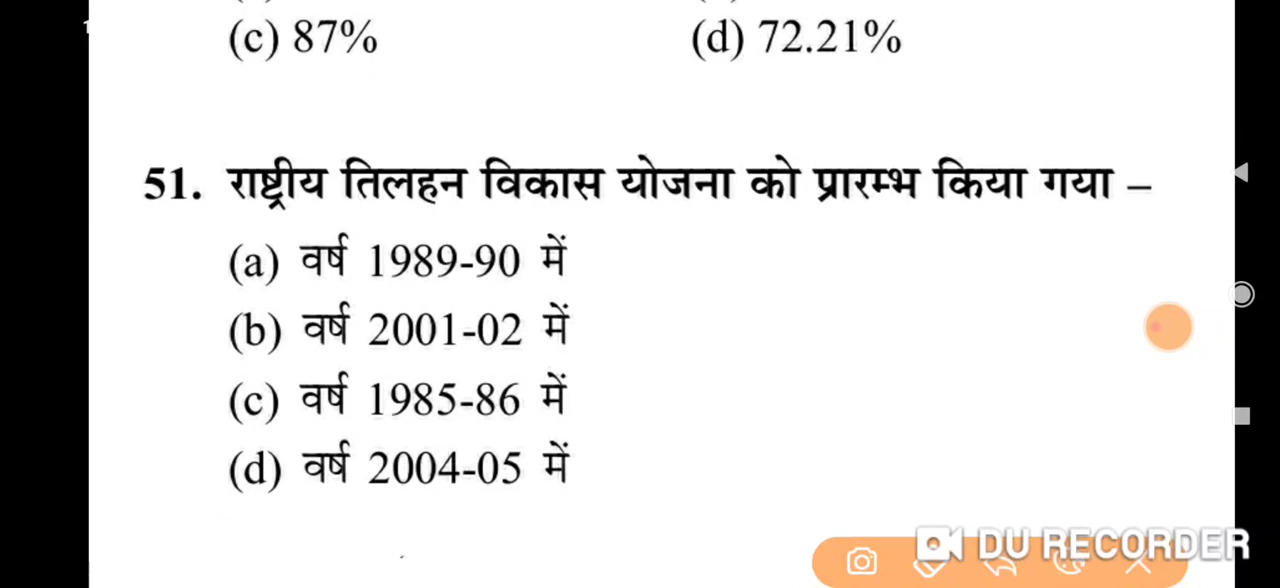 (c) 87% (d) 72.21%
51. राष्ट्रीय तिलहन विकास योजना को प्रारम्भ किया गया –
(a) वर्ष 1989-90 में
(b) वर्ष 2001-02 में
(c) वर्ष 1985-86 में
(d) वर्ष 2004-05 में
DU RECORDER